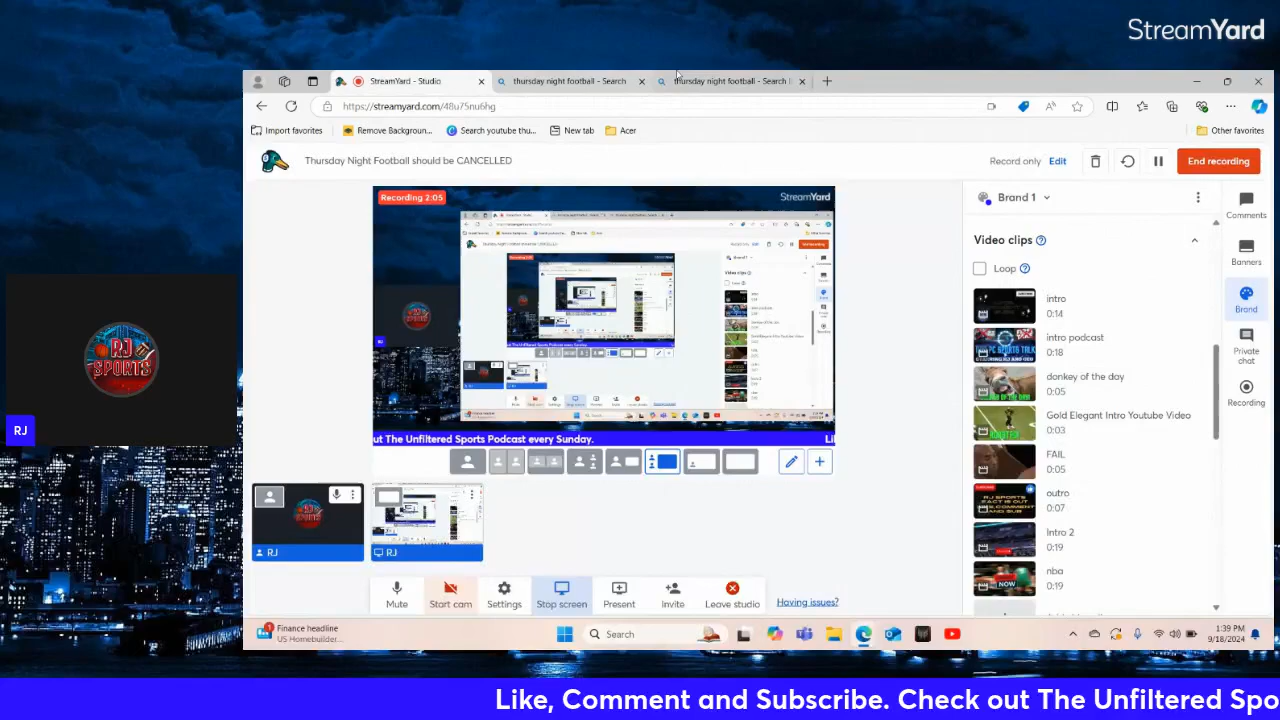 StreamYard
StreamYard - Studio
thursday night football - Search
thursday night football - Search
https://streamyard.com/48u75nu6hg
Import favorites
Remove Backgroun...
Search youtube thu...
New tab
Acer
Other favorites
Thursday Night Football should be CANCELLED
Record only
Edit
End recording
Recording 2:05
StreamYard
Brand 1
Comments
Video clips
Loop
Banners
intro
0:14
Brand
intro podcast
0:18
Private
chat
donkey of the day
0:05
Recording
Gold Elegant Intro Youtube Video
0:03
FAIL
0:05
outro
0:07
Intro 2
0:19
nba
0:19
RJ
SPORTS
RJ
ut The Unfiltered Sports Podcast every Sunday.
Li
RJ
RJ
Mute
Start cam
Settings
Stop screen
Present
Invite
Leave studio
Having issues?
1
Finance headline
US Homebuilder...
Search
1:39 PM
9/18/2024
Like, Comment and Subscribe. Check out The Unfiltered Spo